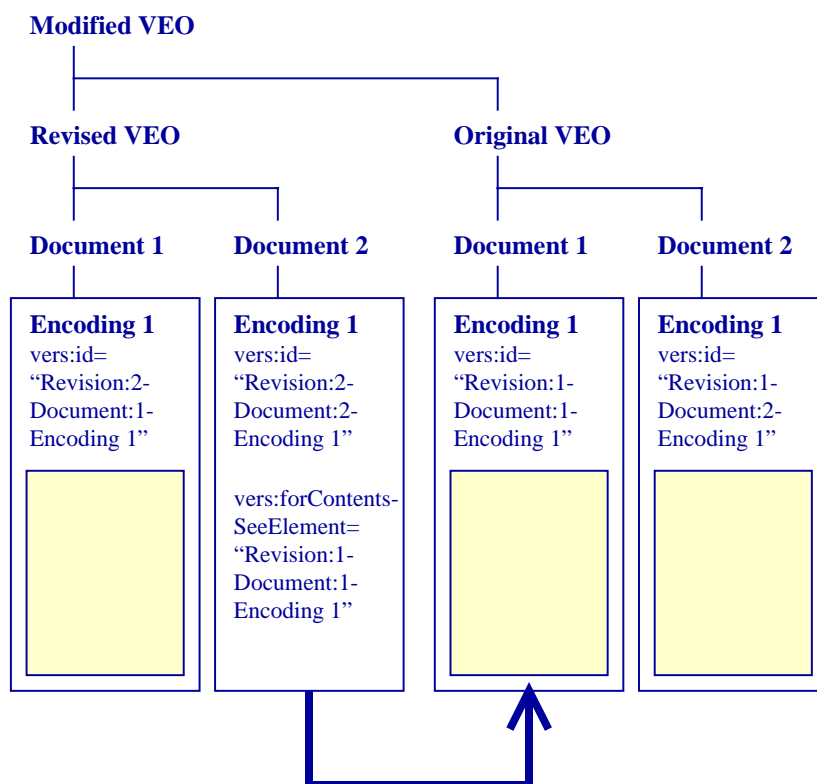 Modified VEO
Revised VEO
Original VEO
Document 1
Document 2
Document 1
Document 2
Encoding 1
vers:id=
“Revision:2-
Document:1-
Encoding 1”
Encoding 1
vers:id=
“Revision:2-
Document:2-
Encoding 1”
vers:forContents-
SeeElement=
“Revision:1-
Document:1-
Encoding 1”
Encoding 1
vers:id=
“Revision:1-
Document:1-
Encoding 1”
Encoding 1
vers:id=
“Revision:1-
Document:2-
Encoding 1”